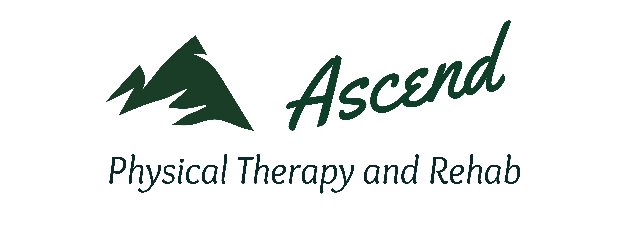 Ascend
Physical Therapy and Rehab